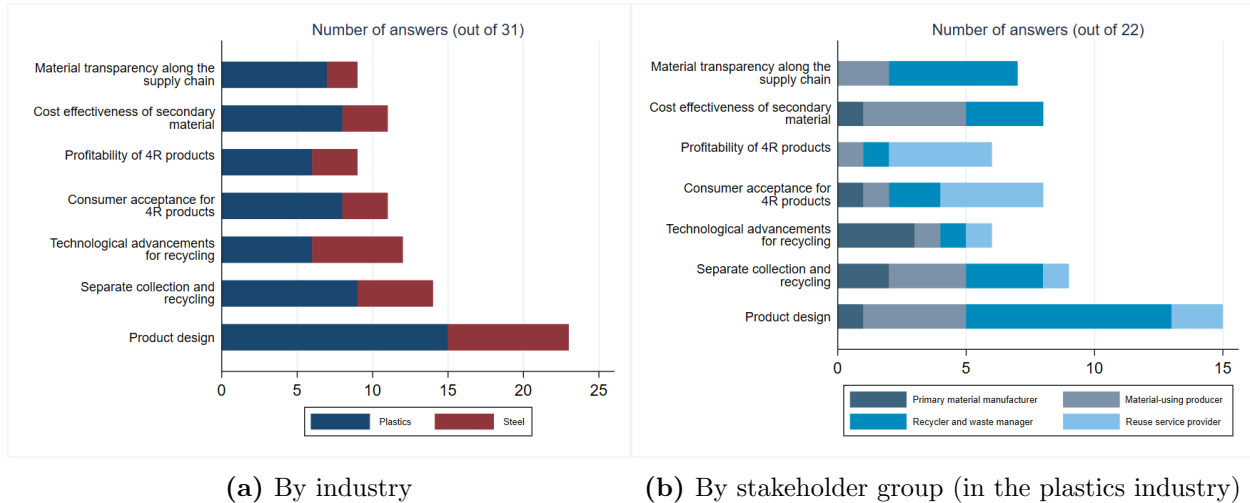 Number of answers (out of 31)
Material transparency along the
supply chain
Cost effectiveness of secondary
material
Profitability of 4R products
Consumer acceptance for
4R products
Technological advancements
for recycling
Separate collection and
recycling
Product design
0 5 10 15 20 25
Plastics Steel
(a) By industry
Number of answers (out of 22)
Material transparency along the
supply chain
Cost effectiveness of secondary
material
Profitability of 4R products
Consumer acceptance for
4R products
Technological advancements
for recycling
Separate collection and
recycling
Product design
0 5 10 15
Primary material manufacturer Material-using producer
Recycler and waste manager Reuse service provider
(b) By stakeholder group (in the plastics industry)